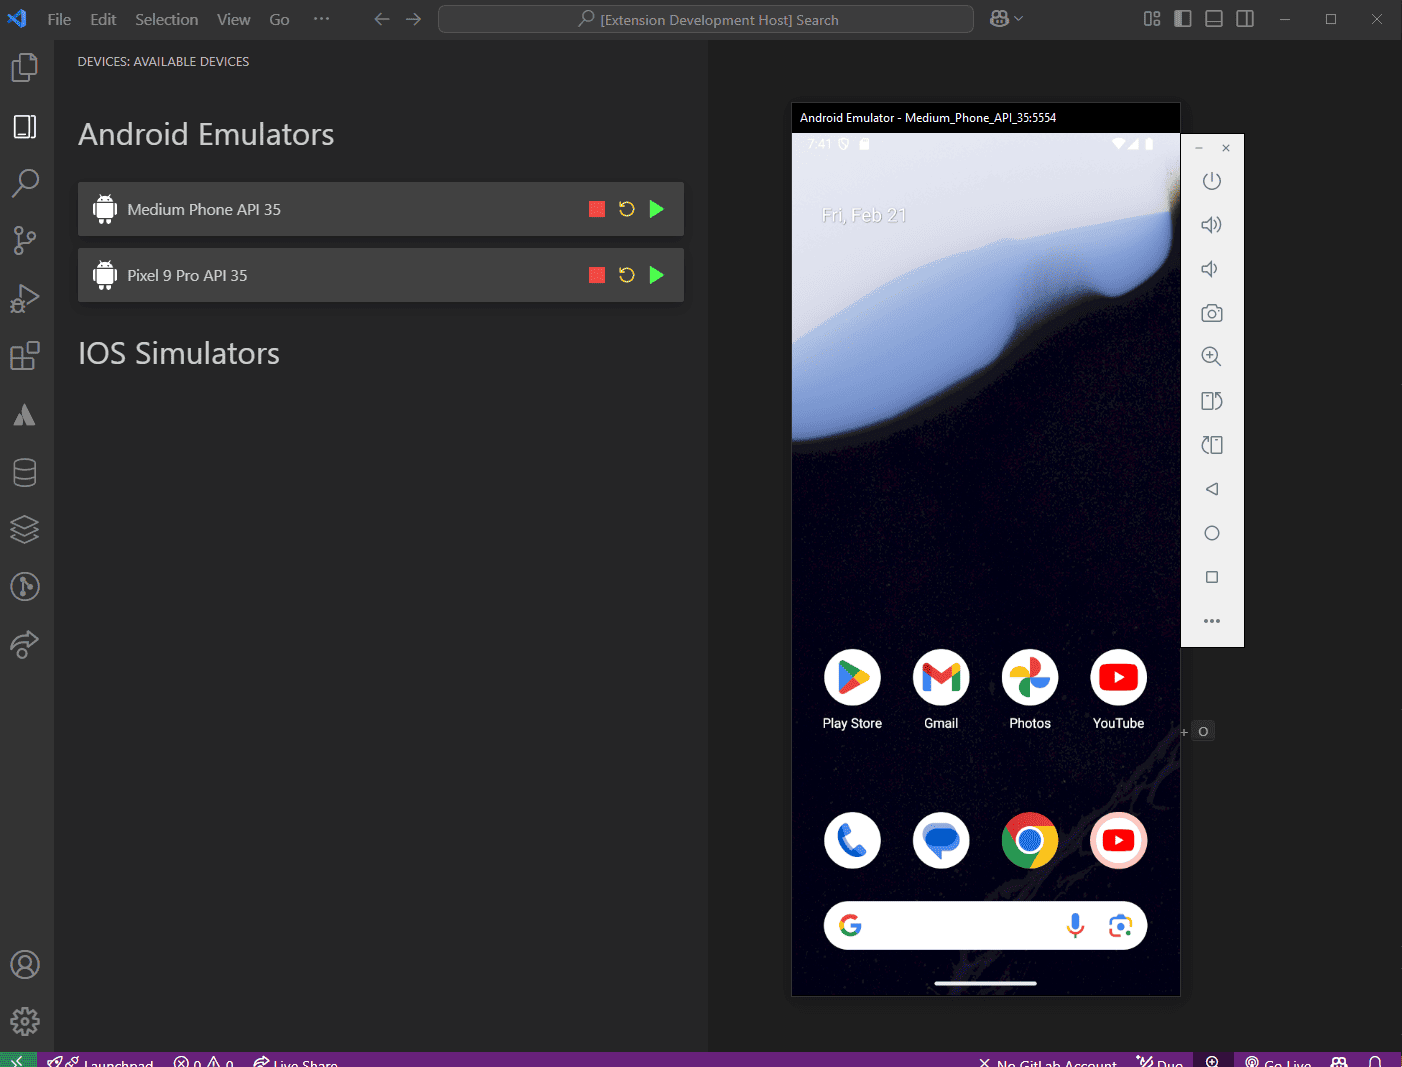 File Edit Selection View Go ···
[Extension Development Host] Search
DEVICES: AVAILABLE DEVICES
Android Emulators
Medium Phone API 35
Pixel 9 Pro API 35
IOS Simulators
Android Emulator - Medium_Phone_API_35:5554
7:41
Fri, Feb 21
Play Store Gmail Photos YouTube
+ O
Launchpad 0 0 Live Share No GitLab Account Duo Go Live